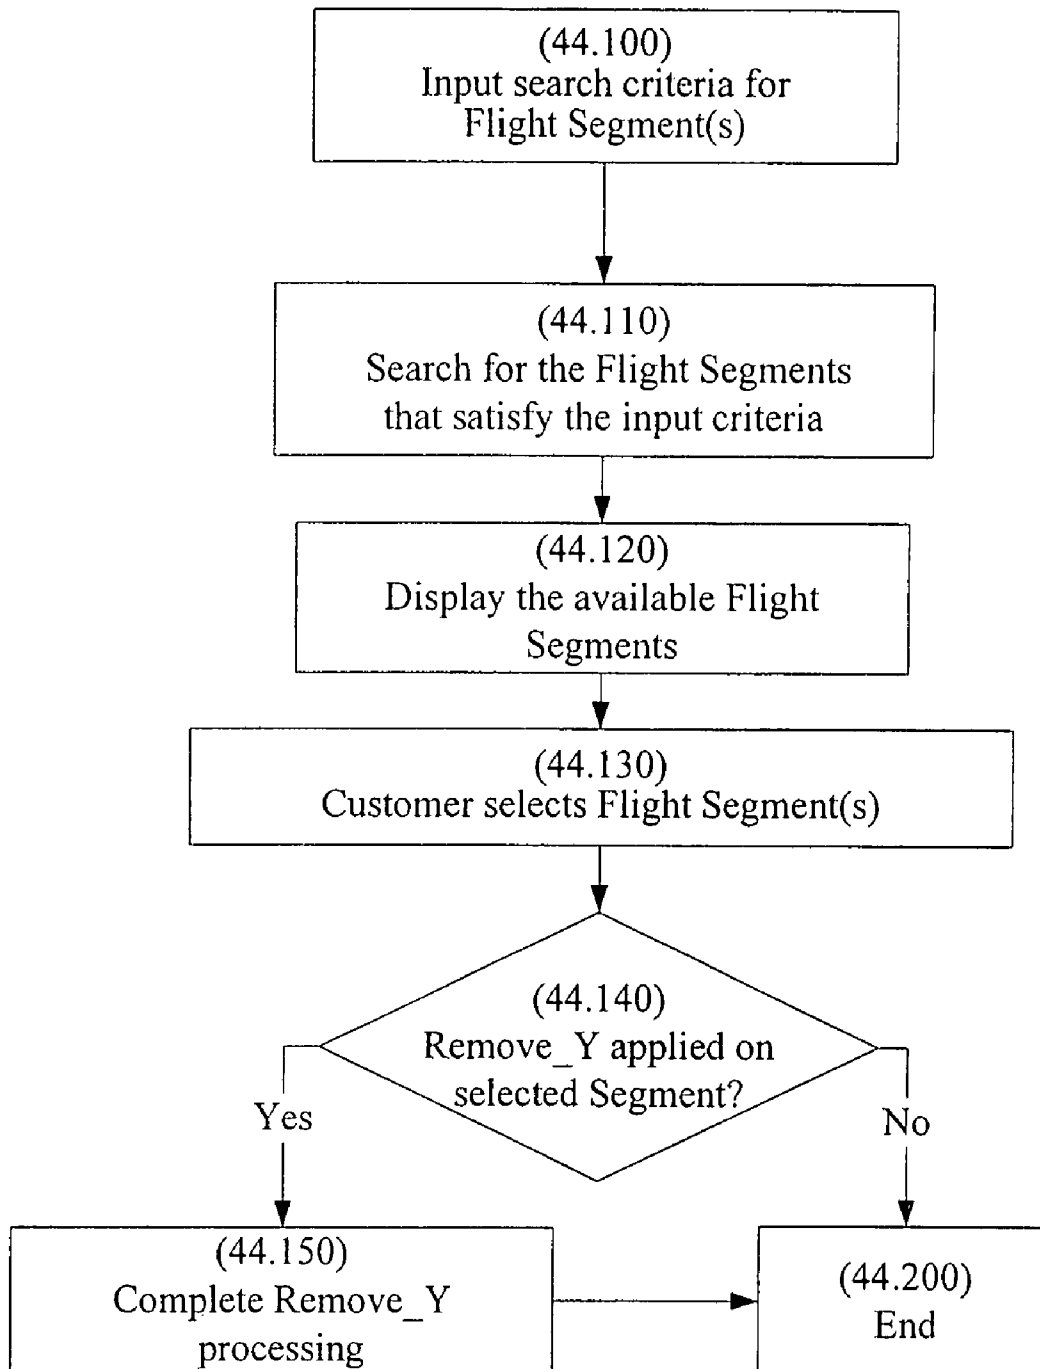 (44.100)
Input search criteria for
Flight Segment(s)
(44.110)
Search for the Flight Segments
that satisfy the input criteria
(44.120)
Display the available Flight
Segments
(44.130)
Customer selects Flight Segment(s)
(44.140)
Remove_Y applied on
selected Segment?
Yes
No
(44.150)
Complete Remove_Y
processing
(44.200)
End